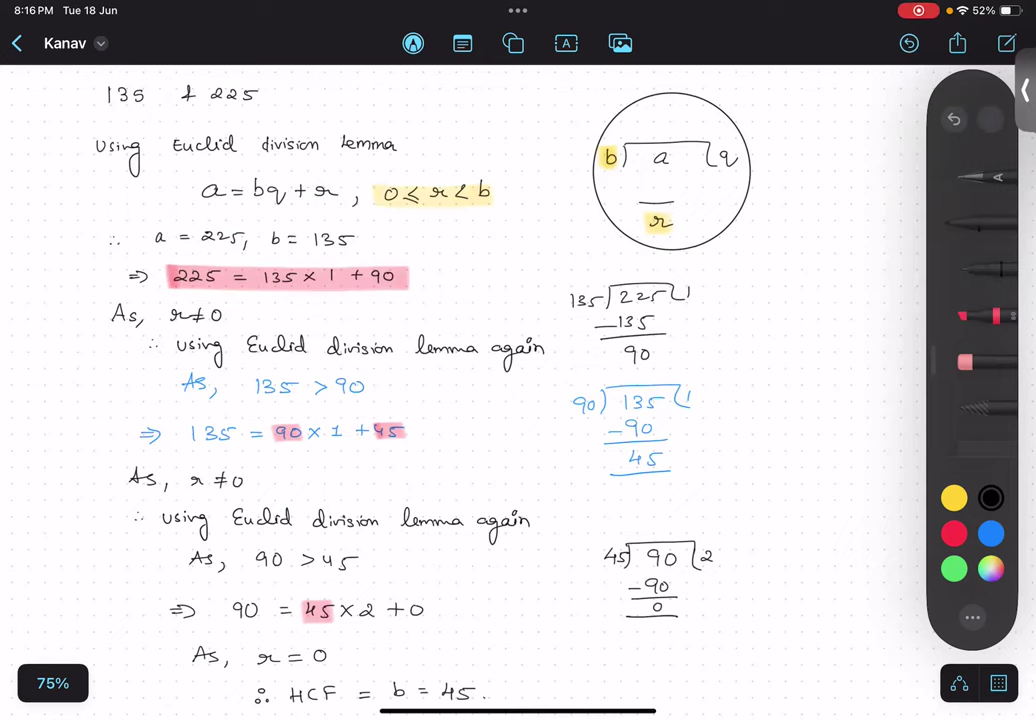 8:16 PM Tue 18 Jun
52%
Kanav
135 & 225
Using Euclid division lemma
a = bq + r , 0 ⩽ r < b
∴ a = 225, b = 135
⇒ 225 = 135 × 1 + 90
As, r ≠ 0
∴ using Euclid division lemma again
As, 135 > 90
⇒ 135 = 90 × 1 + 45
As, r ≠ 0
∴ using Euclid division lemma again
As, 90 > 45
⇒ 90 = 45 × 2 + 0
As, r = 0
∴ HCF = b = 45.
b) a ( q
r
135) 225 ( 1
−135
90
90) 135 ( 1
−90
45
45) 90 ( 2
−90
0
A
80
75%